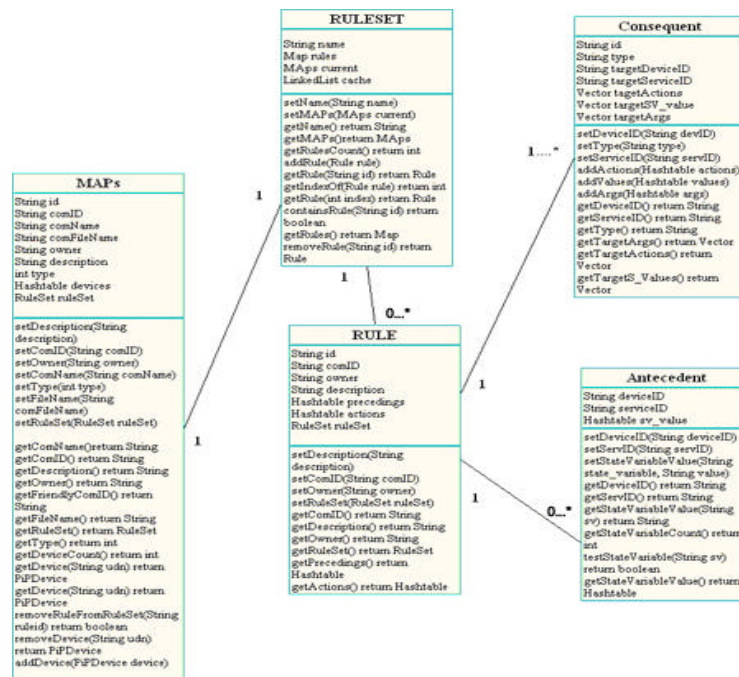 RULESET
String name
Map rules
MAps current
LinkedList cache
setName(String name)
setMAPs(MAps current)
getName() return String
getMAPs()return MAps
getRulesCount() return int
addRule(Rule rule)
getRule(String id) return Rule
getIndexOf(Rule rule) return int
getRule(int index) return Rule
containsRule(String id) return
boolean
getRules() return Map
removeRule(String id) return
Rule
Consequent
String id
String type
String targetDeviceID
String targetServiceID
Vector tagetActions
Vector targetSV_value
Vector targetArgs
setDeviceID(String devID)
setType(String type)
setServiceID(String servID)
addActions(Hashtable actions)
addValues(Hashtable values)
addArgs(Hashtable args)
getDeviceID() return String
getServiceID() return String
getType() return String
getTargetArgs() return Vector
getTargetActions() return
Vector
getTargetS_Values() return
Vector
MAPs
String id
String comID
String comName
String comFileName
String owner
String description
int type
Hashtable devices
RuleSet ruleSet
setDescription(String
description)
setComID(String comID)
setOwner(String owner)
setComName(String comName)
setType(int type)
setFileName(String
comFileName)
setRuleSet(RuleSet ruleSet)
getComName()return String
getComID() return String
getDescription() return String
getOwner() return String
getFriendlyComID() return
String
getFileName() return String
getRuleSet() return RuleSet
getType() return int
getDeviceCount() return int
getDevice(String udn) return
PiPDevice
getDevice(String udn) return
PiPDevice
removeRuleFromRuleSet(String
ruleid) return boolean
removeDevice(String udn)
return PiPDevice
addDevice(PiPDevice device)
1
1
1
0...*
1....*
1
1
0...*
RULE
String id
String comID
String owner
String description
Hashtable precedings
Hashtable actions
RuleSet ruleSet
setDescription(String
description)
setComID(String comID)
setOwner(String owner)
setRuleSet(RuleSet ruleSet)
getComID() return String
getDescription() return String
getOwner() return String
getRuleSet() return RuleSet
getPrecedings() return
Hashtable
getActions() return Hashtable
Antecedent
String deviceID
String serviceID
Hashtable sv_value
setDeviceID(String deviceID)
setServID(String servID)
setStateVariableValue(String
state_variable, String value)
getDeviceID() return String
getServID() return String
getStateVariableValue(String
sv) return String
getStateVariableCount() return
int
testStateVariable(String sv)
return boolean
getStateVariableValue() return
Hashtable